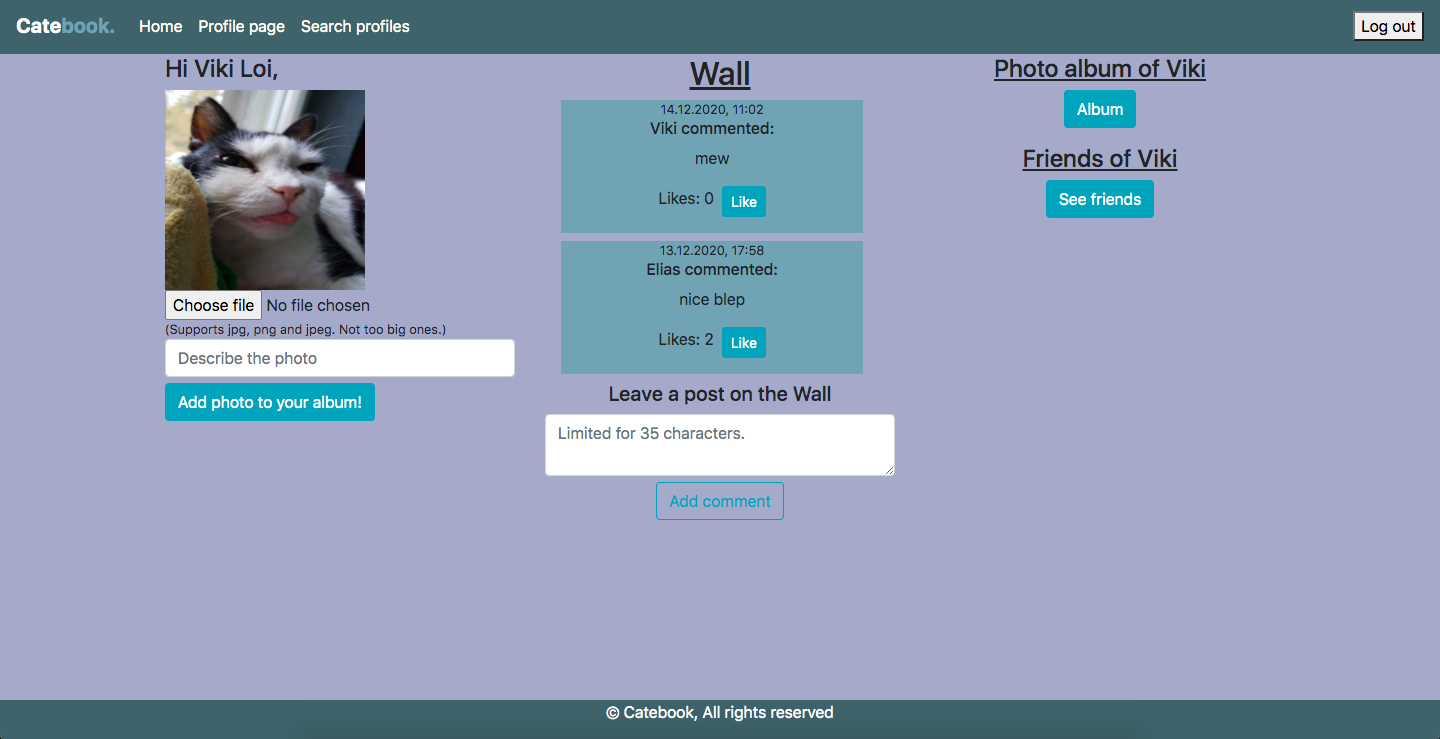 Catebook. Home Profile page Search profiles Log out
Hi Viki Loi,
Choose file No file chosen
(Supports jpg, png and jpeg. Not too big ones.)
Describe the photo
Add photo to your album!
Wall
14.12.2020, 11:02
Viki commented:
mew
Likes: 0 Like
13.12.2020, 17:58
Elias commented:
nice blep
Likes: 2 Like
Leave a post on the Wall
Limited for 35 characters.
Add comment
Photo album of Viki
Album
Friends of Viki
See friends
© Catebook, All rights reserved